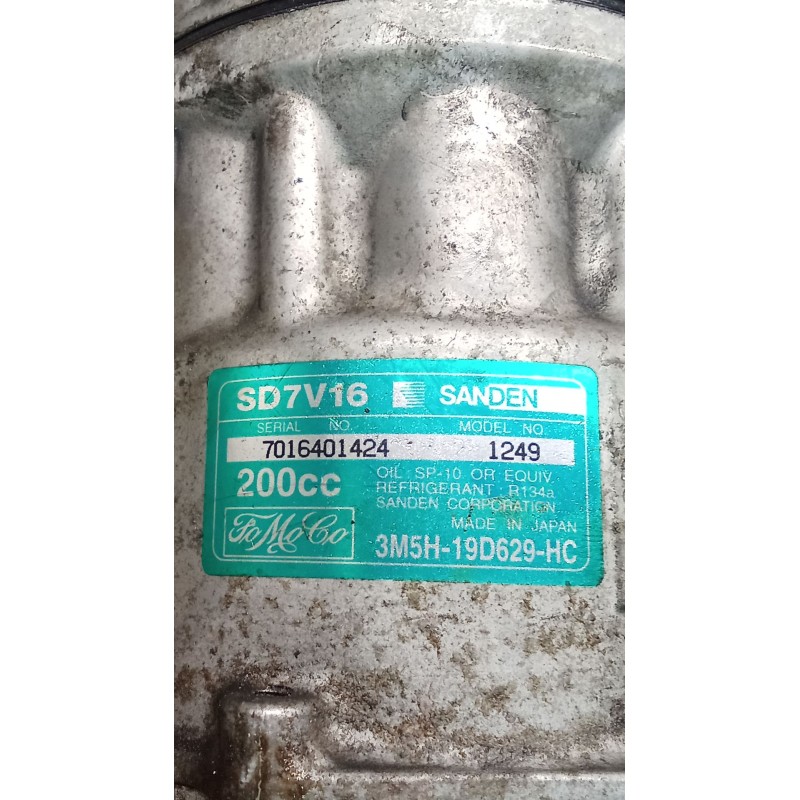 SD7V16 SANDEN
SERIAL NO. MODEL NO.
7016401424 1249
200cc OIL : SP-10 OR EQUIV.
REFRIGERANT : R134a
SANDEN CORPORATION
MADE IN JAPAN
FoMoCo 3M5H-19D629-HC